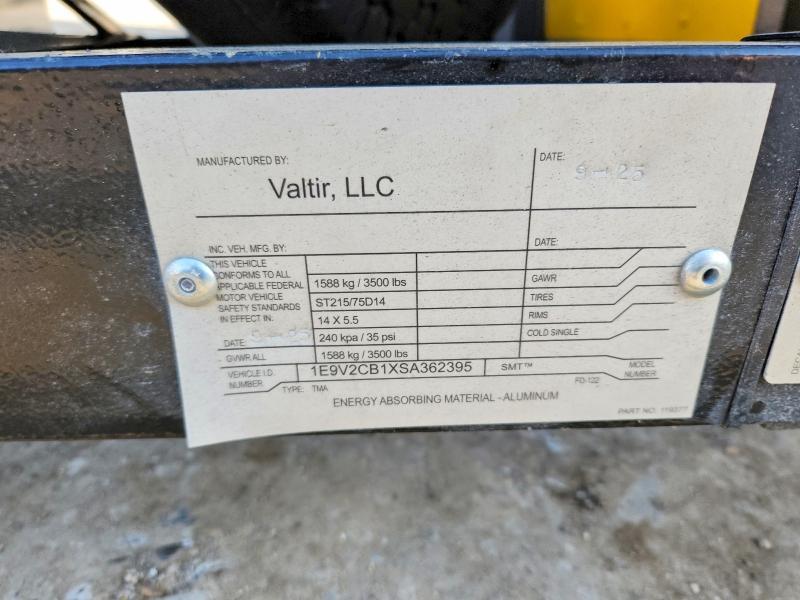 MANUFACTURED BY:
Valtir, LLC
DATE:
9-25
INC. VEH. MFG. BY:
DATE:
THIS VEHICLE
CONFORMS TO ALL
APPLICABLE FEDERAL
MOTOR VEHICLE
SAFETY STANDARDS
IN EFFECT IN:
DATE:
1588 kg / 3500 lbs
GAWR
ST215/75D14
TIRES
14 X 5.5
RIMS
240 kpa / 35 psi
COLD SINGLE
GVWR ALL
1588 kg / 3500 lbs
VEHICLE I.D.
NUMBER
1E9V2CB1XSA362395
SMT™
MODEL
NUMBER
FD-122
TYPE: TMA
ENERGY ABSORBING MATERIAL - ALUMINUM
PART NO.